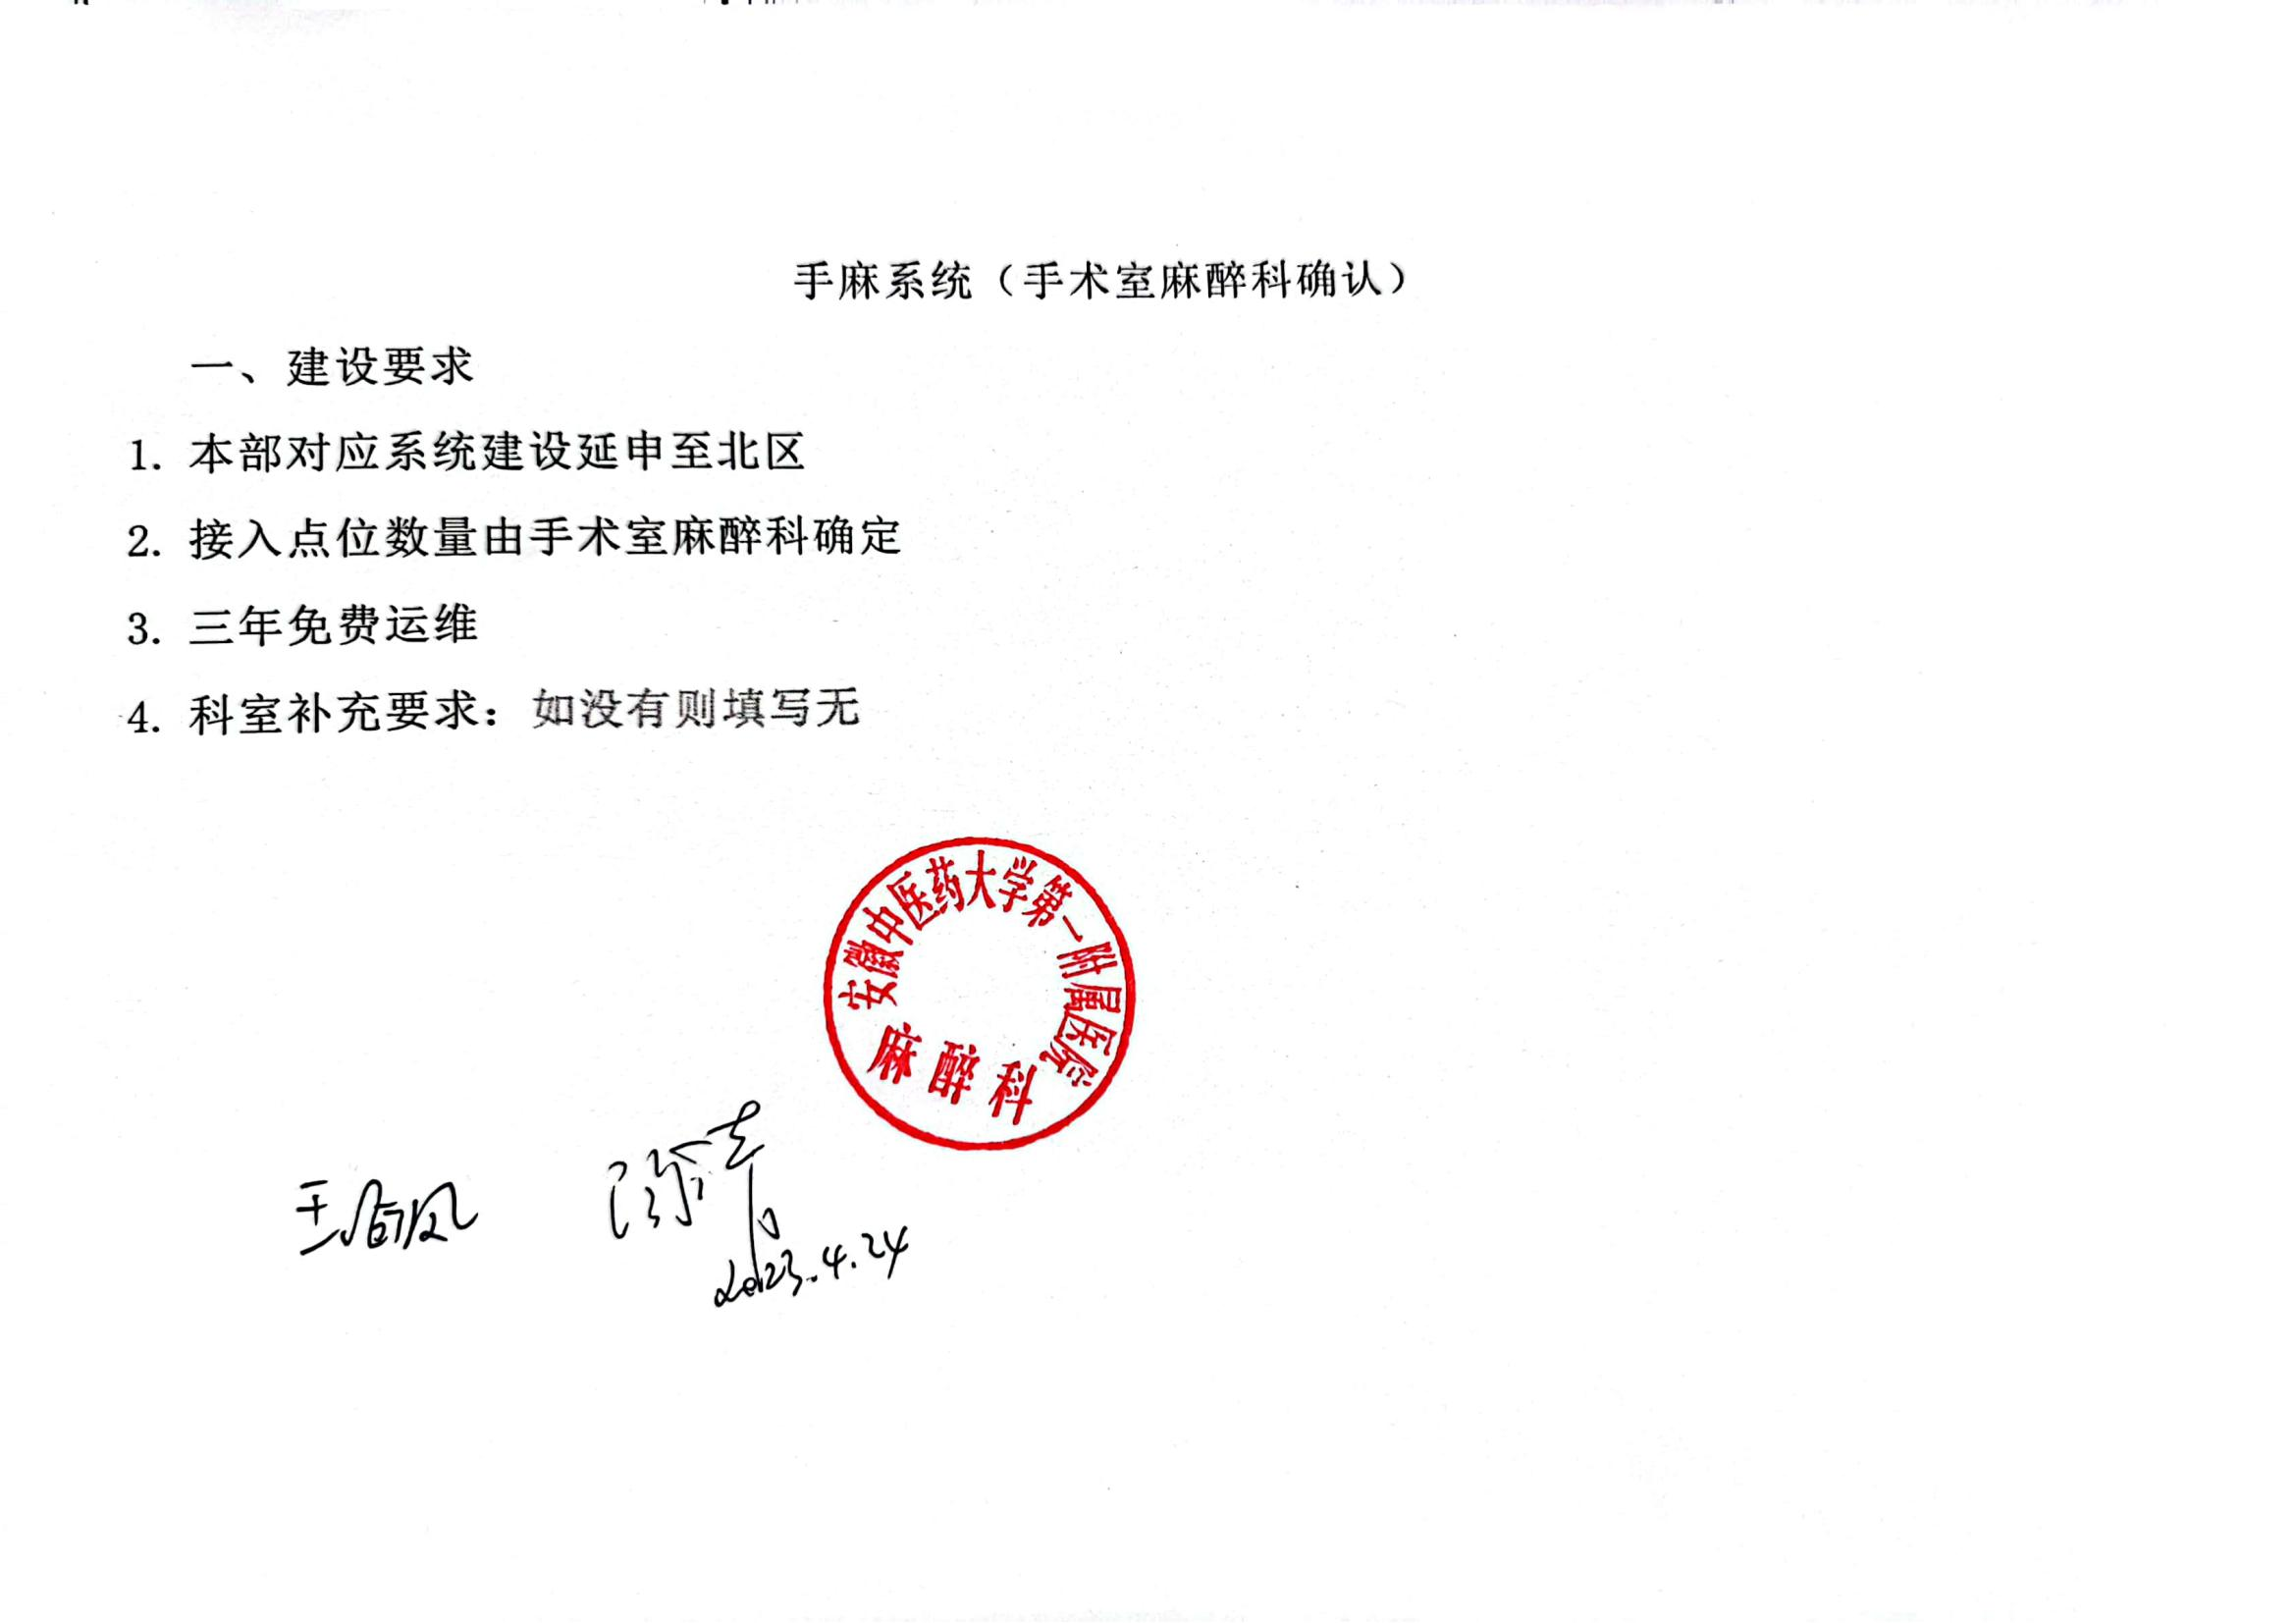 手麻系统（手术室麻醉科确认）
一、建设要求
1. 本部对应系统建设延申至北区
2. 接入点位数量由手术室麻醉科确定
3. 三年免费运维
4. 科室补充要求：如没有则填写无
安徽中医药大学第一附属医院
麻醉科
2023.4.24